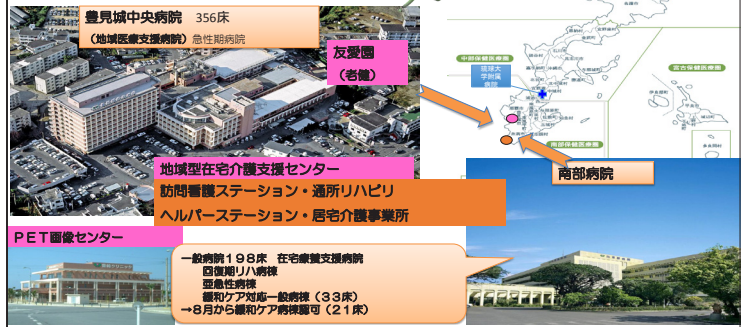 豊見城中央病院　356床
（地域医療支援病院）急性期病院
友愛園
（老健）
中部保健医療圏
琉球大
学附属
病院
宮古保健医療圏
南部保健医療圏
南部病院
地域型在宅介護支援センター
訪問看護ステーション・通所リハビリ
ヘルパーステーション・居宅介護事業所
ＰＥＴ画像センター
一般病院１９８床　在宅療養支援病院
回復期リハ病棟
亜急性病棟
緩和ケア対応一般病棟（３３床）
→８月から緩和ケア病棟認可（２１床）